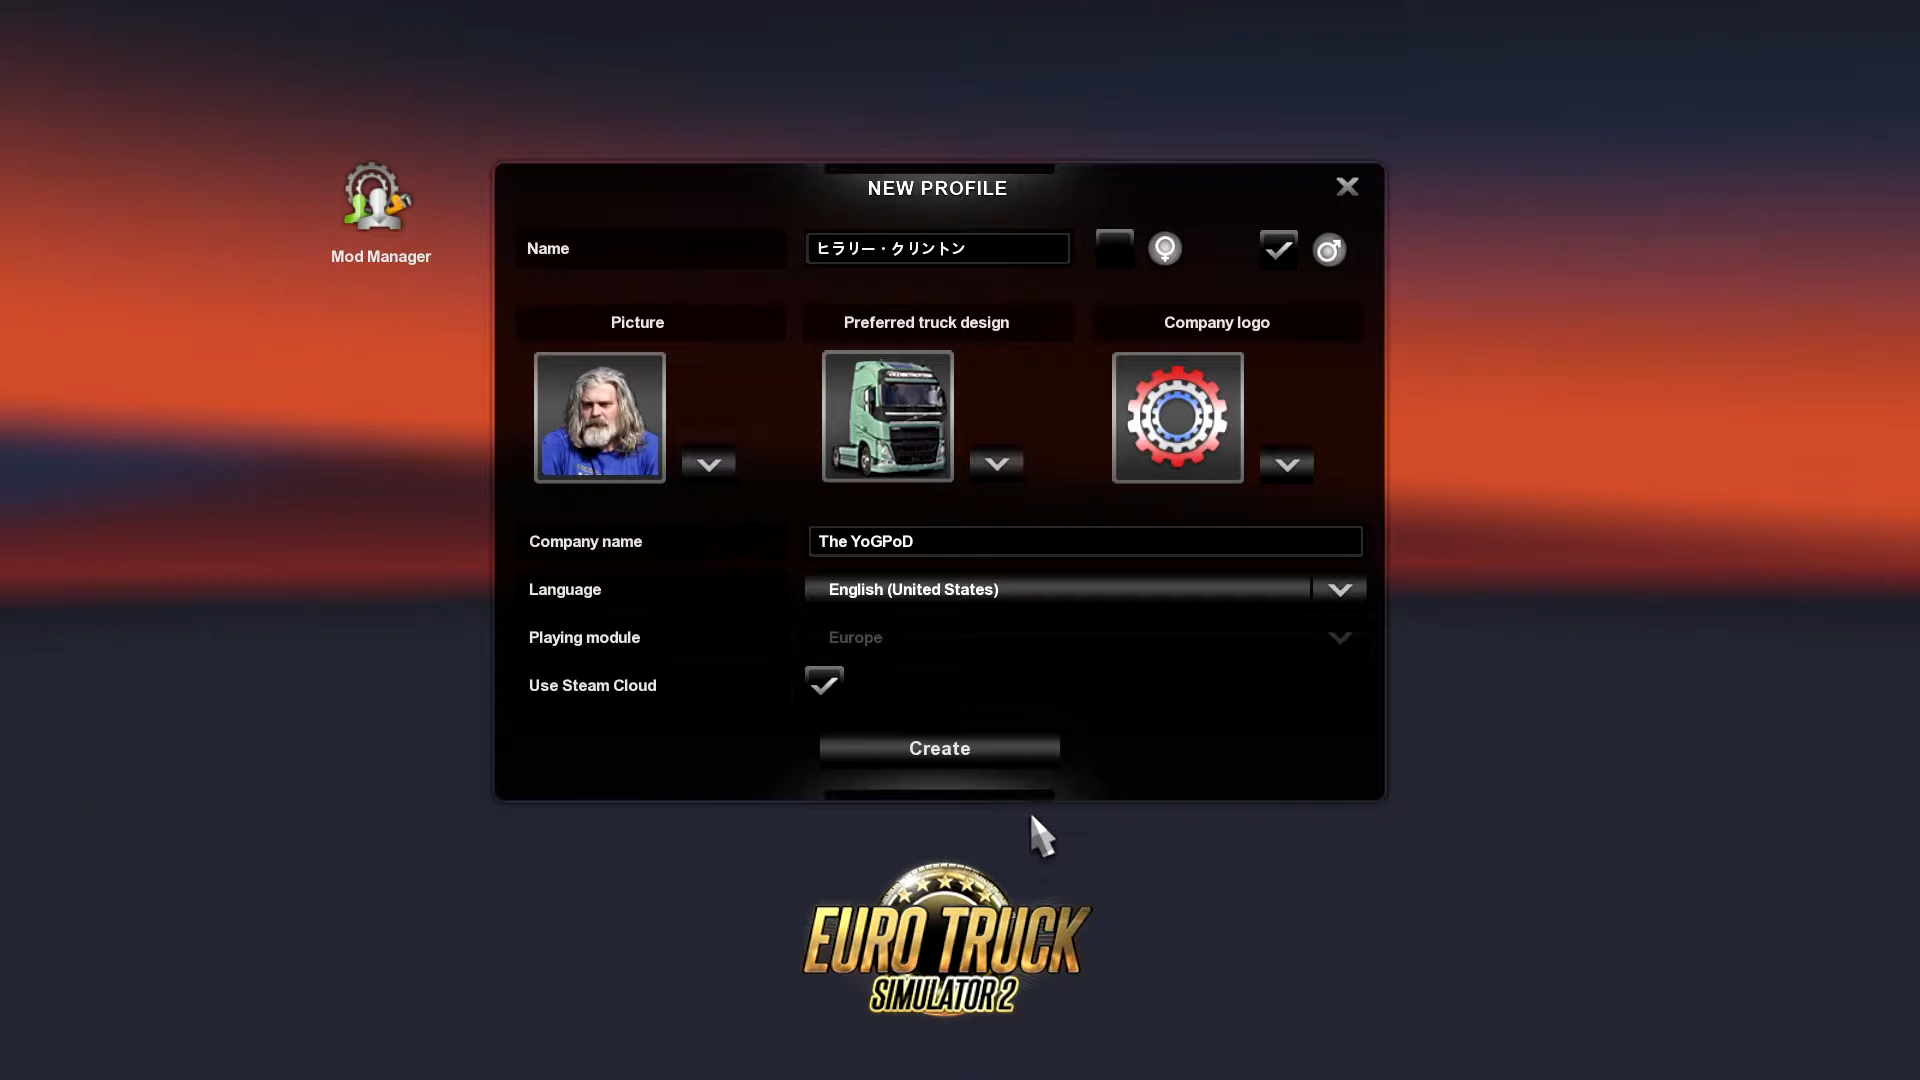 NEW PROFILE
Mod Manager
Name
ヒラリー・クリントン
Picture
Preferred truck design
Company logo
Company name
The YoGPoD
Language
English (United States)
Playing module
Europe
Use Steam Cloud
Create
EURO TRUCK
SIMULATOR 2